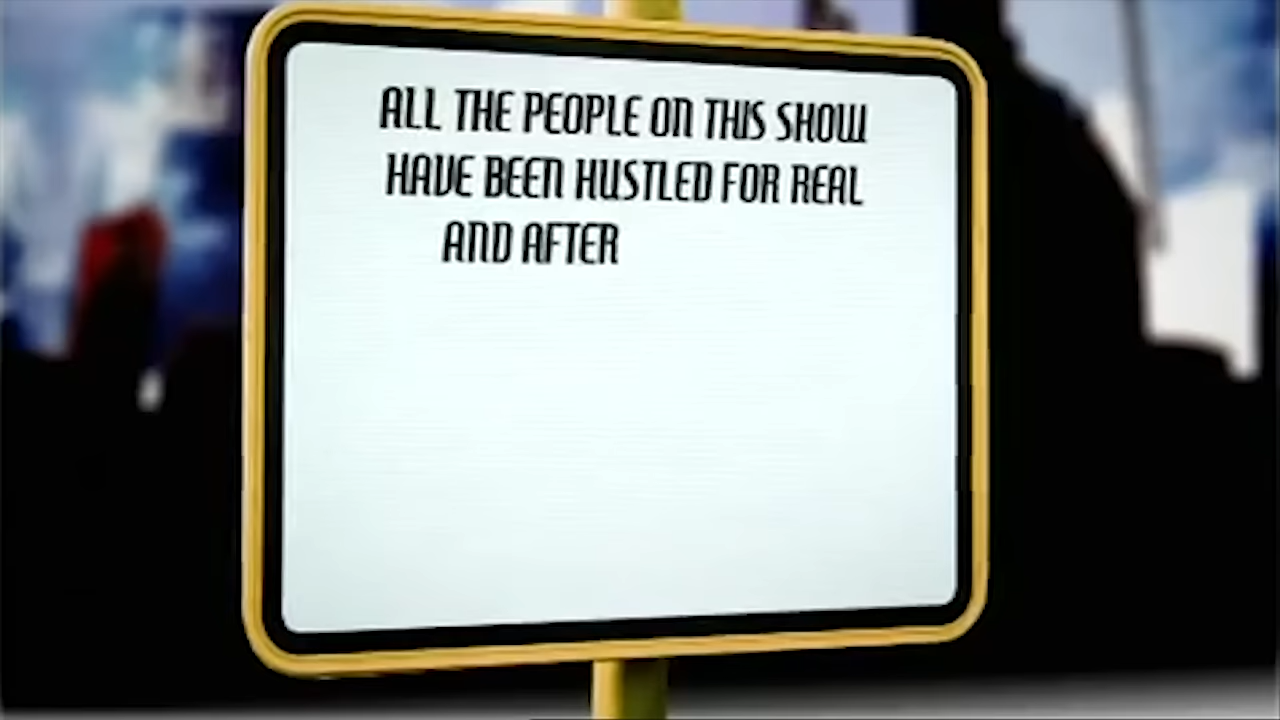 ALL THE PEOPLE ON THIS SHOW
HAVE BEEN HUSTLED FOR REAL
AND AFTER